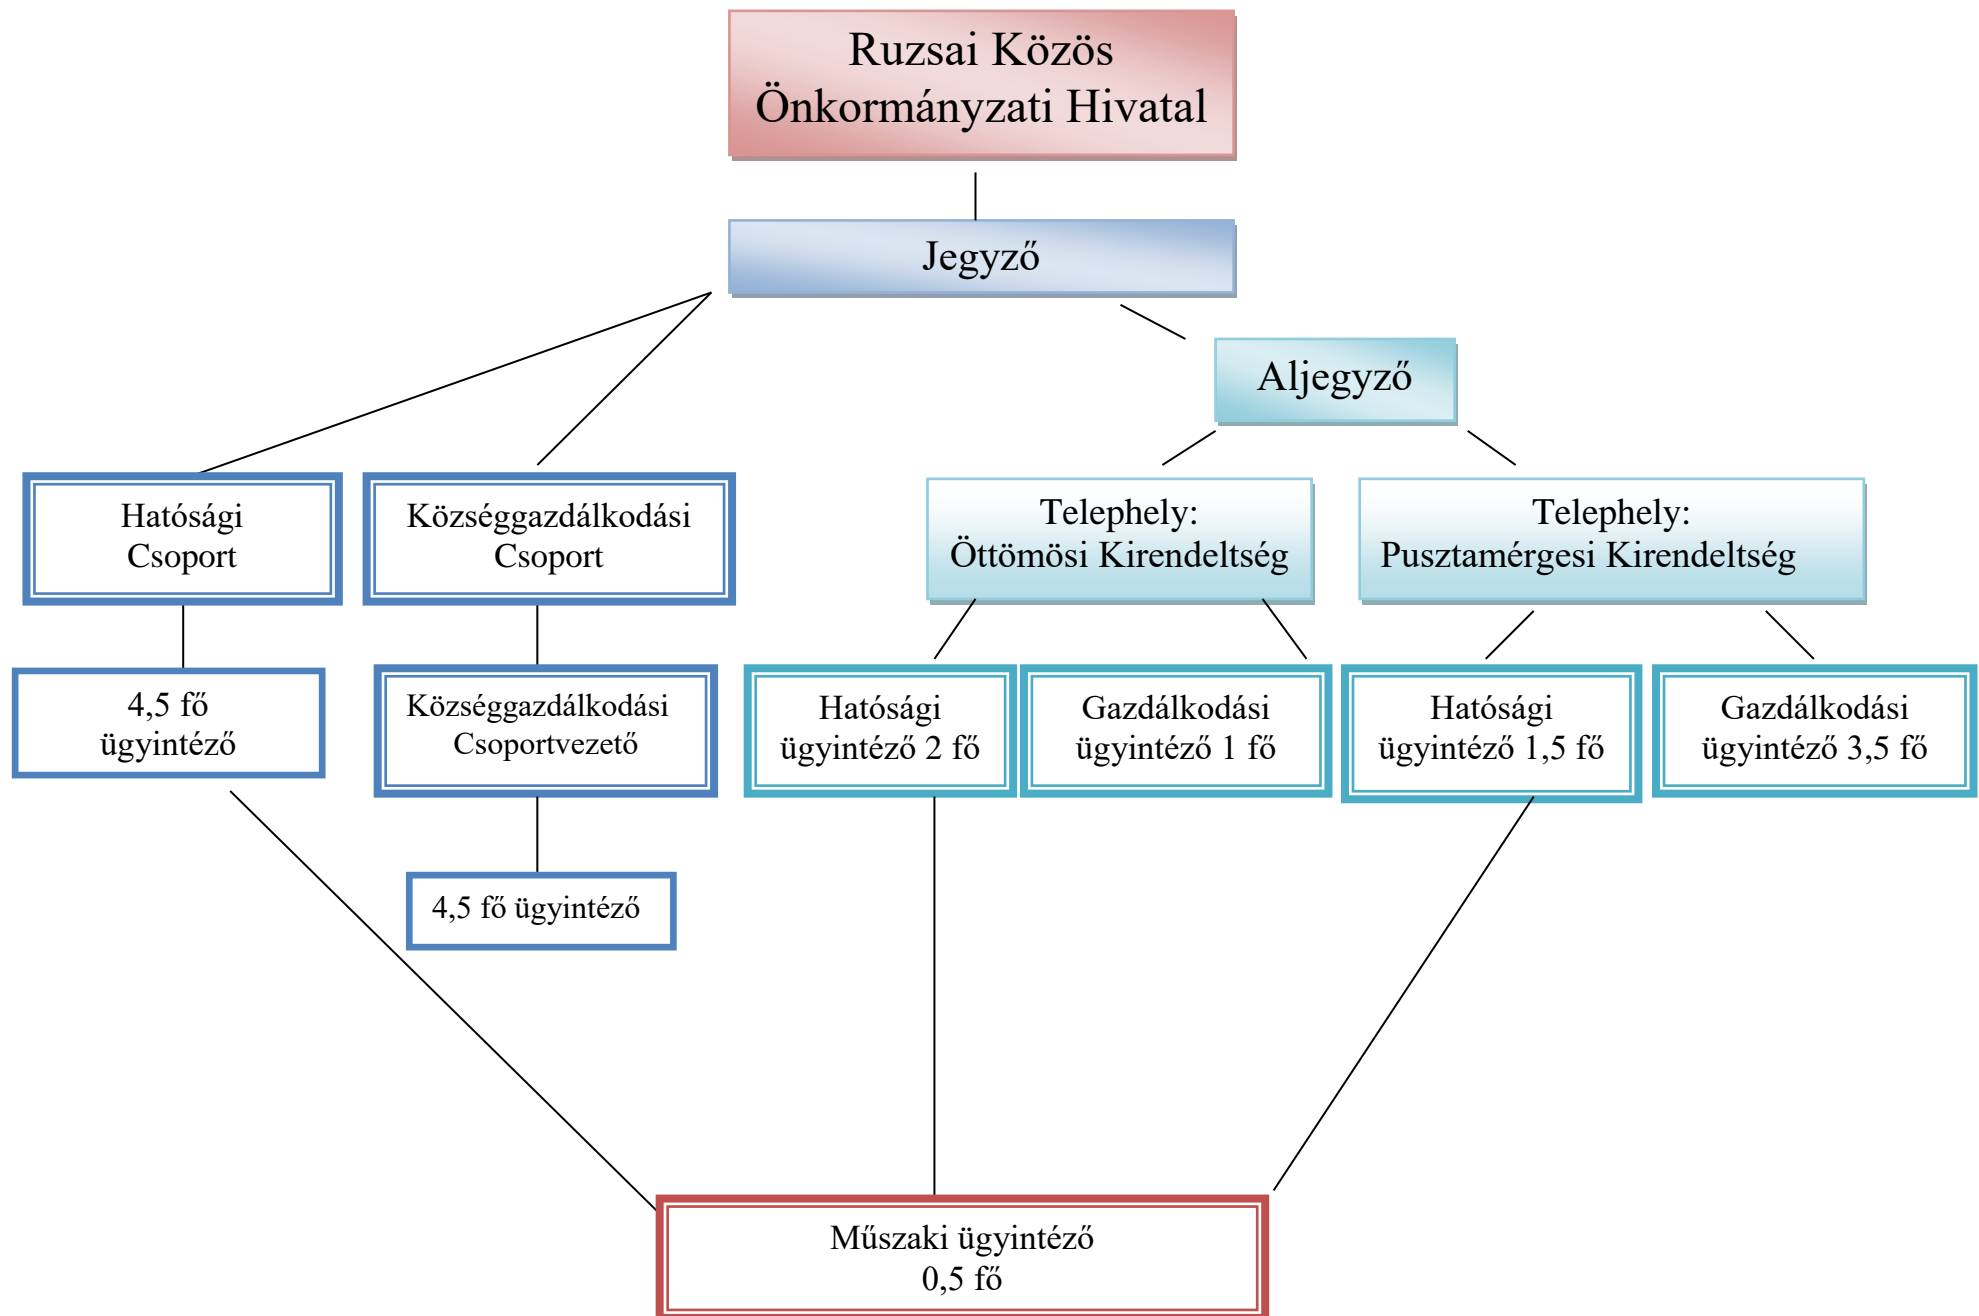 Ruzsai Közös
Önkormányzati Hivatal
Jegyző
Aljegyző
Hatósági
Csoport
Községgazdálkodási
Csoport
Telephely:
Öttömösi Kirendeltség
Telephely:
Pusztamérgesi Kirendeltség
4,5 fő
ügyintéző
Községgazdálkodási
Csoportvezető
Hatósági
ügyintéző 2 fő
Gazdálkodási
ügyintéző 1 fő
Hatósági
ügyintéző 1,5 fő
Gazdálkodási
ügyintéző 3,5 fő
4,5 fő ügyintéző
Műszaki ügyintéző
0,5 fő